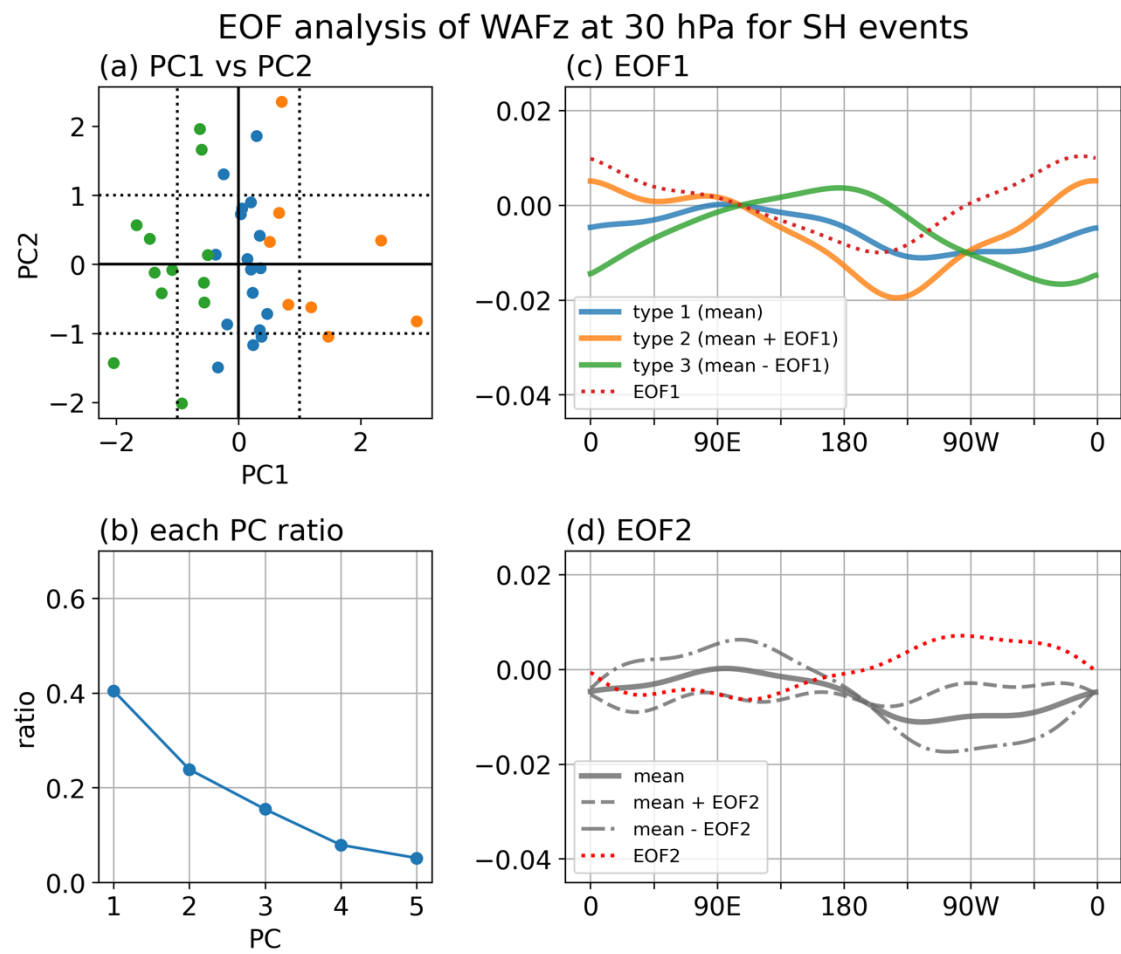 EOF analysis of WAFz at 30 hPa for SH events
(a) PC1 vs PC2
2
1
0
−1
−2
PC2
−2 0 2
PC1
(c) EOF1
0.02
0.00
−0.02
−0.04
type 1 (mean)
type 2 (mean + EOF1)
type 3 (mean - EOF1)
EOF1
0 90E 180 90W 0
(b) each PC ratio
0.6
0.4
0.2
0.0
ratio
1 2 3 4 5
PC
(d) EOF2
0.02
0.00
−0.02
−0.04
mean
mean + EOF2
mean - EOF2
EOF2
0 90E 180 90W 0